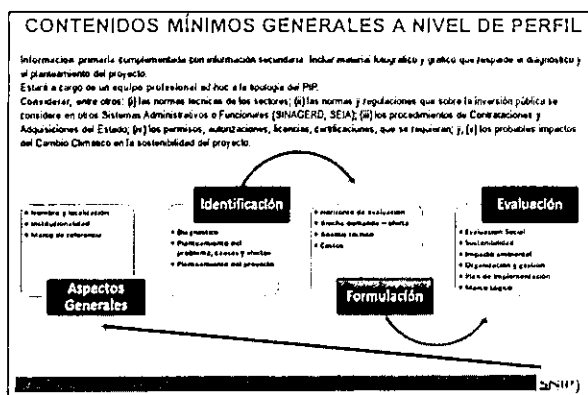 CONTENIDOS MÍNIMOS GENERALES A NIVEL DE PERFIL
Información primaria complementada con información secundaria. Incluir material fotográfico y gráfico que respalde el diagnóstico y
el planteamiento del proyecto.
Estará a cargo de un equipo profesional ad hoc a la tipología del PIP.
Considerar, entre otros: (i) las normas técnicas de los sectores; (ii) las normas y regulaciones que sobre la inversión pública se
considere en otros Sistemas Administrativos o Funcionales (SINAGERD, SEIA); (iii) los procedimientos de Contrataciones y
Adquisiciones del Estado; (iv) los permisos, autorizaciones, licencias, certificaciones, que se requieran; y, (v) los probables impactos
del Cambio Climático en la sostenibilidad del proyecto.
Identificación
Evaluación
• Nombre y localización
• Institucionalidad
• Marco de referencia
• Diagnóstico
• Planteamiento del
problema, causas y efectos
• Planteamiento del proyecto
• Horizonte de evaluación
• Brecha demanda – oferta
• Análisis técnico
• Costos
• Evaluación Social
• Sostenibilidad
• Impacto ambiental
• Organización y gestión
• Plan de Implementación
• Marco Lógico
Aspectos
Generales
Formulación
SNIP